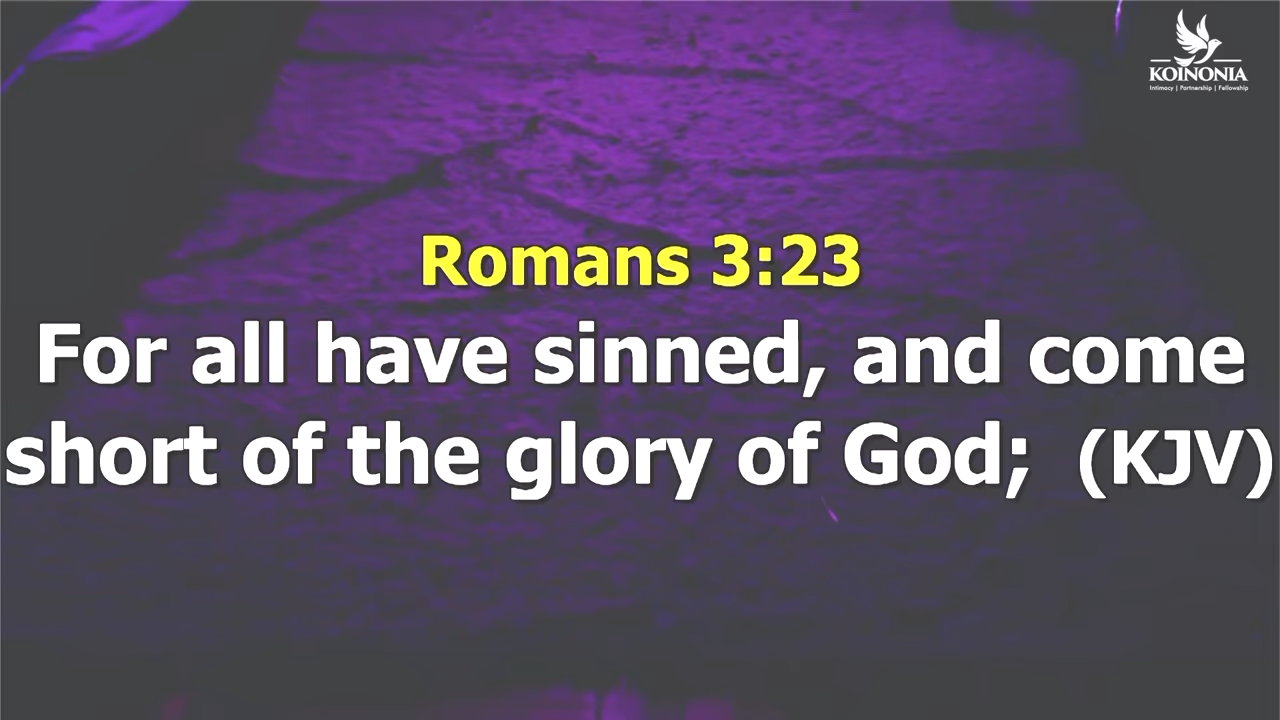 KOINONIA
Intimacy | Partnership | Fellowship
Romans 3:23
For all have sinned, and come
short of the glory of God;  (KJV)